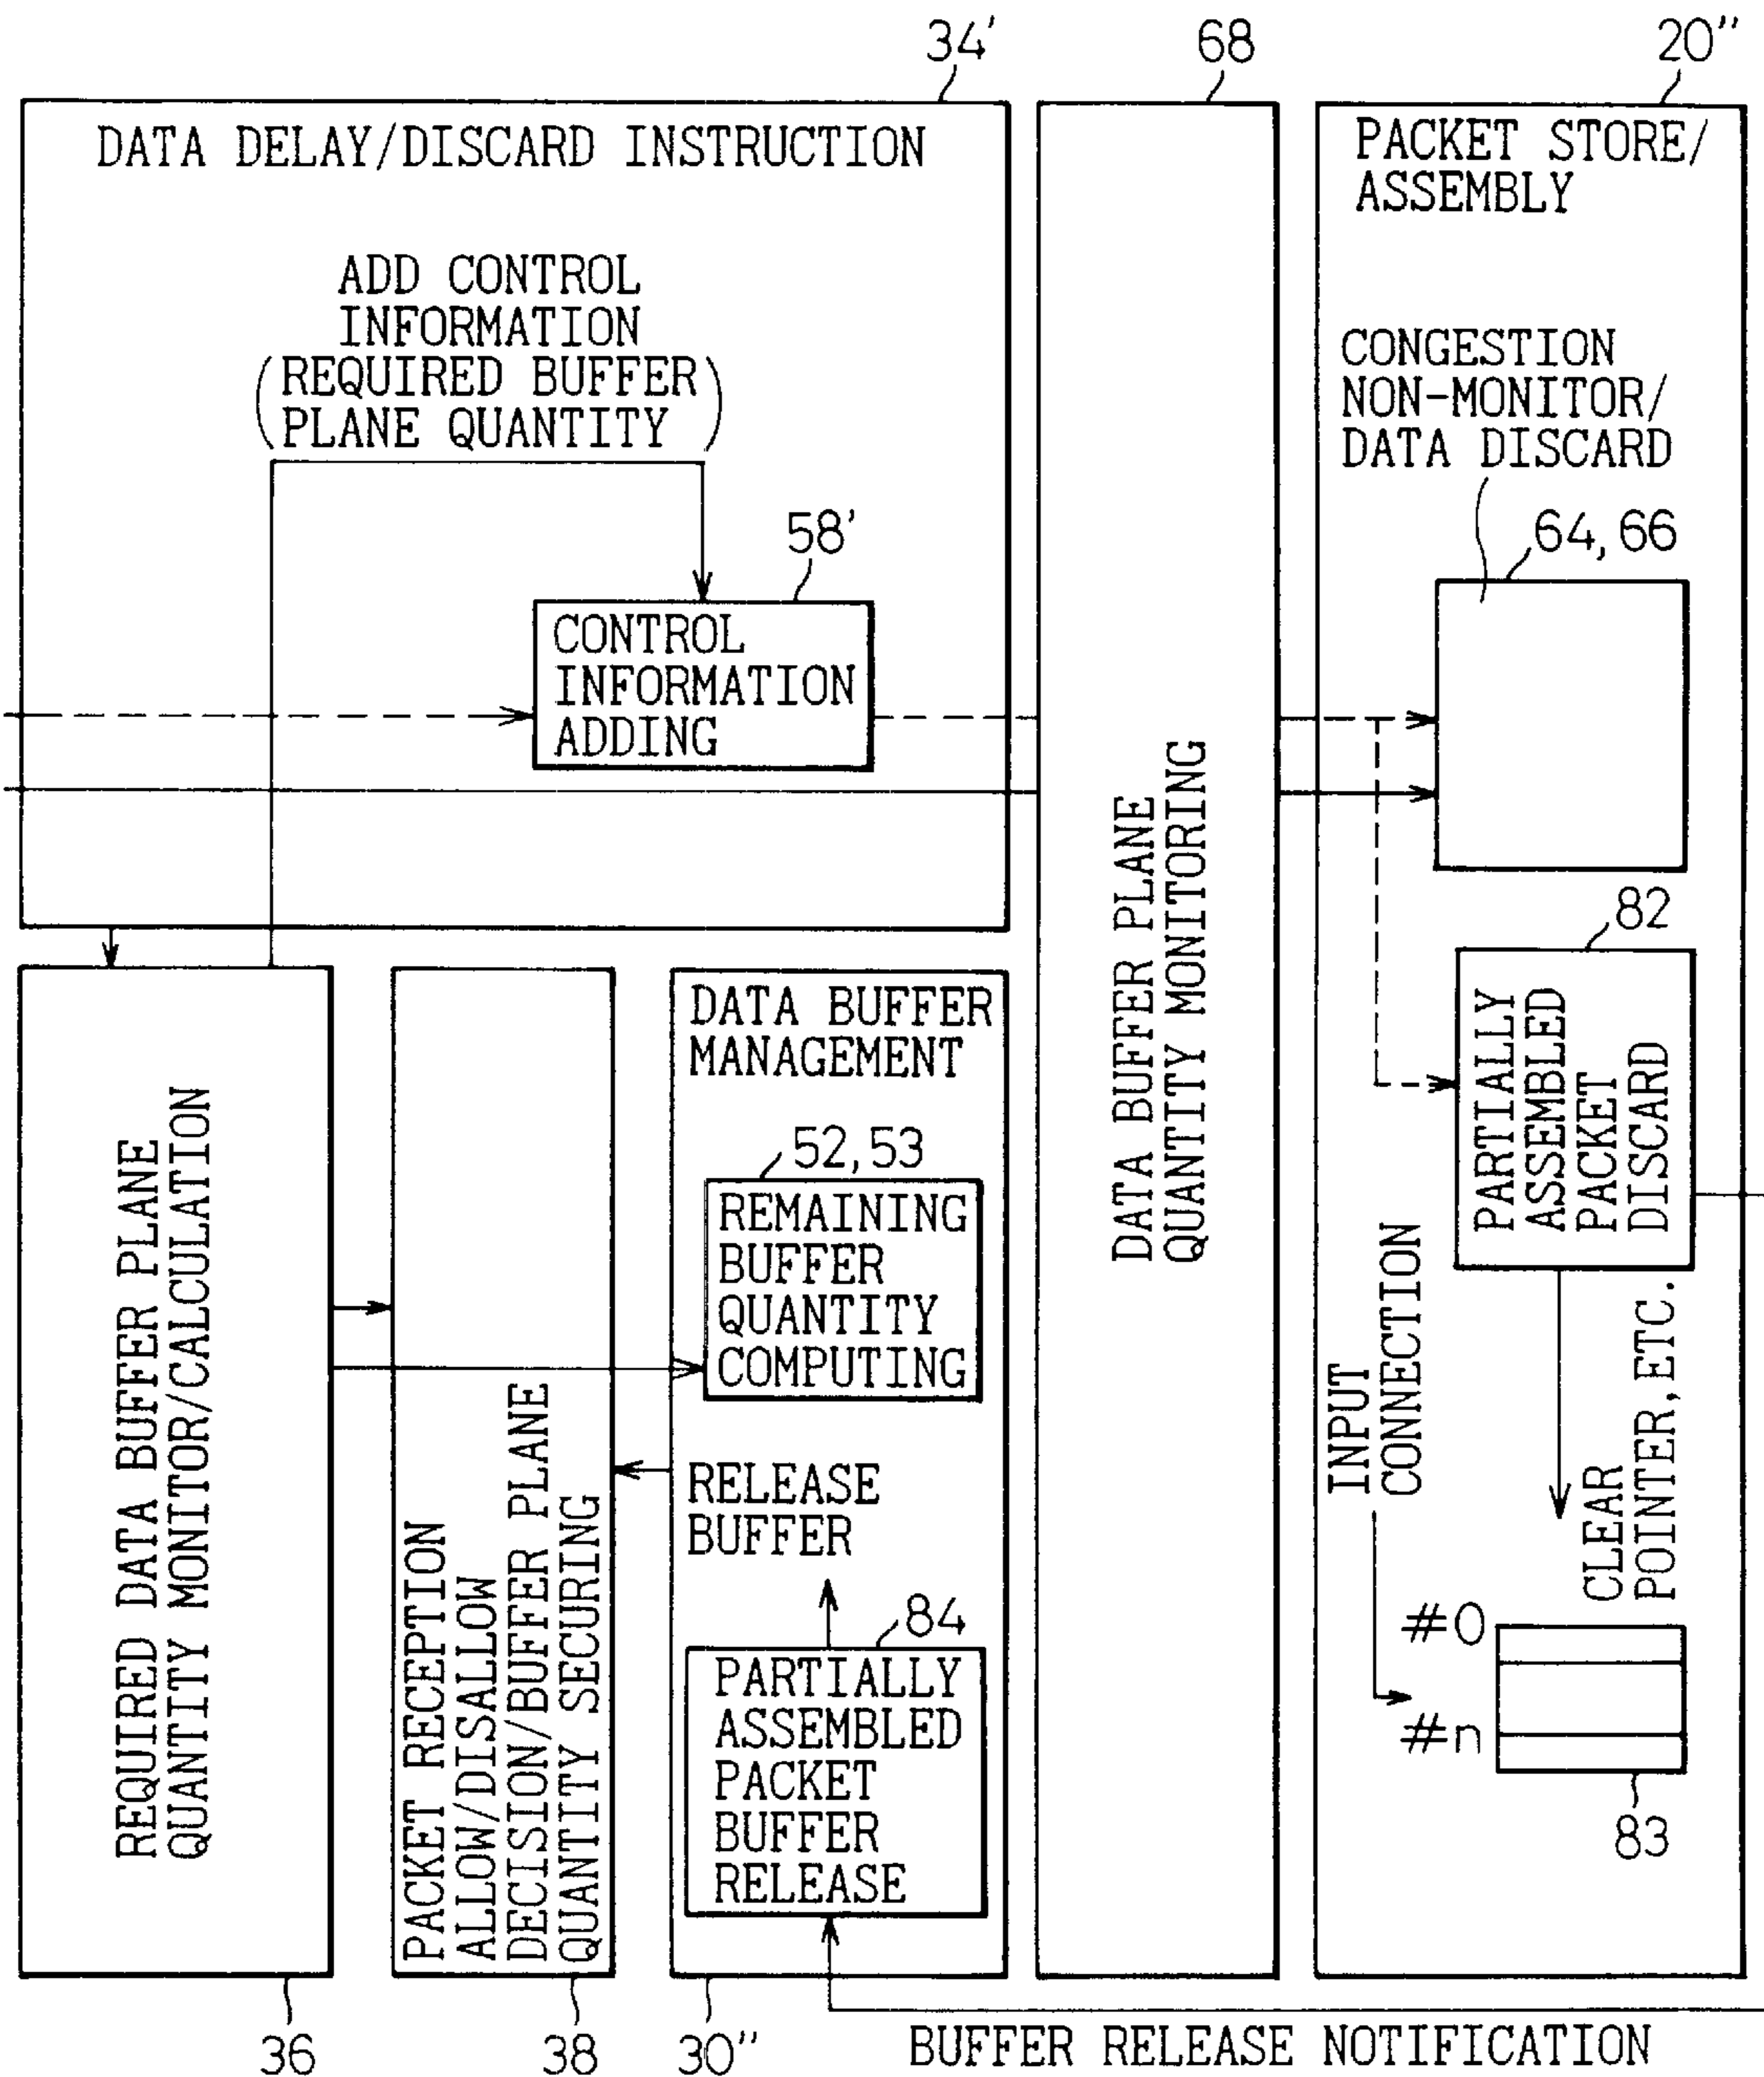 34'
68
20"
DATA DELAY/DISCARD INSTRUCTION
PACKET STORE/
ASSEMBLY
ADD CONTROL
INFORMATION
(REQUIRED BUFFER
PLANE QUANTITY)
CONGESTION
NON-MONITOR/
DATA DISCARD
58'
64, 66
CONTROL
INFORMATION
ADDING
DATA BUFFER PLANE
QUANTITY MONITORING
82
PARTIALLY
ASSEMBLED
PACKET
DISCARD
REQUIRED DATA BUFFER PLANE
QUANTITY MONITOR/CALCULATION
PACKET RECEPTION
ALLOW/DISALLOW
DECISION/BUFFER PLANE
QUANTITY SECURING
DATA BUFFER
MANAGEMENT
52, 53
REMAINING
BUFFER
QUANTITY
COMPUTING
RELEASE
BUFFER
84
PARTIALLY
ASSEMBLED
PACKET
BUFFER
RELEASE
INPUT
CONNECTION
CLEAR
POINTER, ETC.
#0
#n
83
36
38
30"
BUFFER RELEASE NOTIFICATION